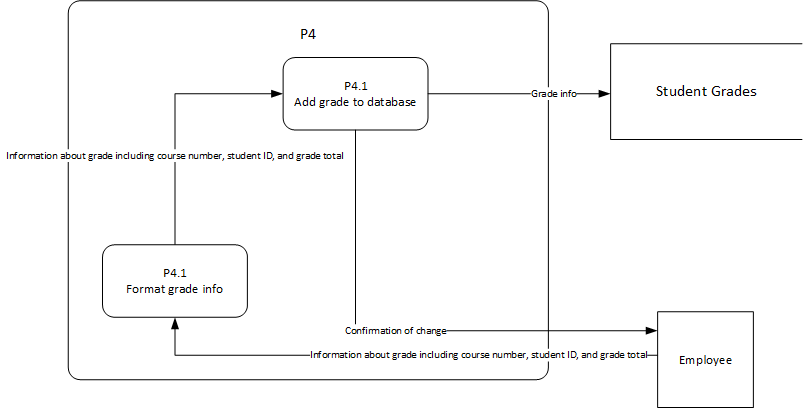 P4
P4.1
Add grade to database
Grade info
Student Grades
Information about grade including course number, student ID, and grade total
P4.1
Format grade info
Confirmation of change
Information about grade including course number, student ID, and grade total
Employee